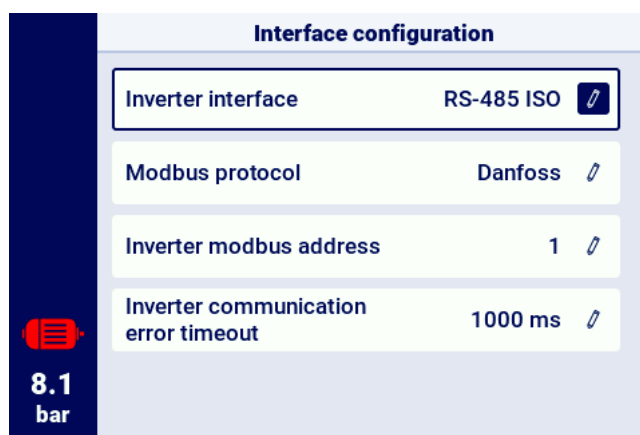 Interface configuration
Inverter interface RS-485 ISO
Modbus protocol Danfoss
Inverter modbus address 1
Inverter communication
error timeout 1000 ms
8.1
bar